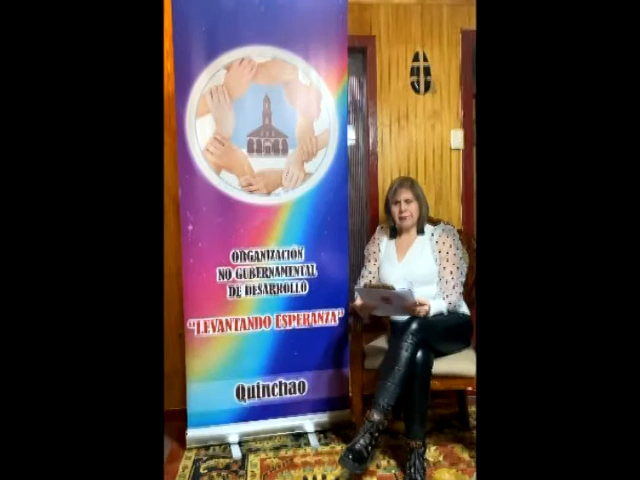 ORGANIZACIÓN
NO GUBERNAMENTAL
DE DESARROLLO
"LEVANTANDO ESPERANZA"
Quinchao